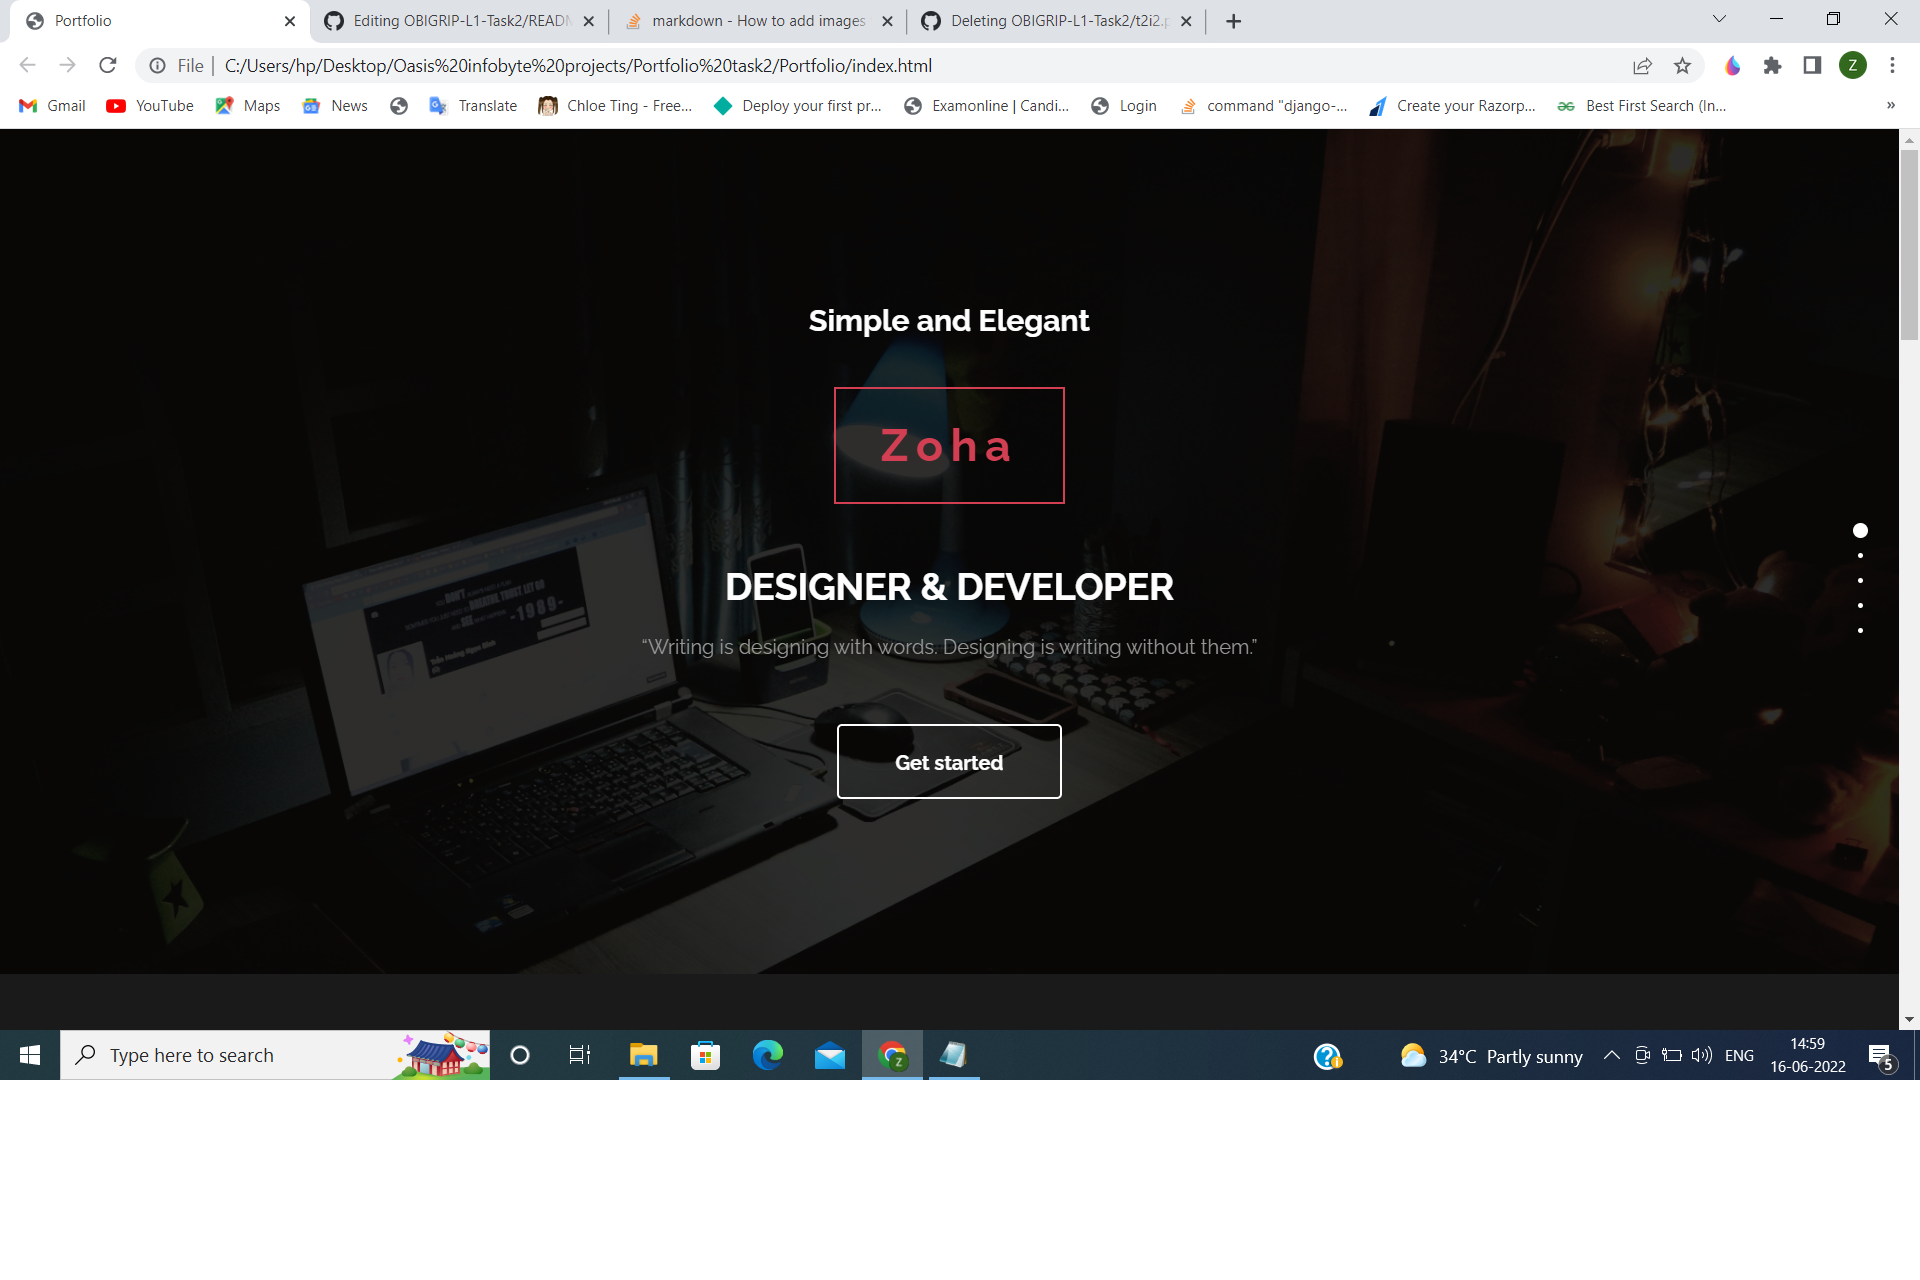 Portfolio
Editing OBIGRIP-L1-Task2/READM
markdown - How to add images
Deleting OBIGRIP-L1-Task2/t2i2.p
File
C:/Users/hp/Desktop/Oasis%20infobyte%20projects/Portfolio%20task2/Portfolio/index.html
Z
Gmail
YouTube
Maps
News
Translate
Chloe Ting - Free...
Deploy your first pr...
Examonline | Candi...
Login
command "django-...
Create your Razorp...
Best First Search (In...
»
Simple and Elegant
Zoha
DESIGNER & DEVELOPER
“Writing is designing with words. Designing is writing without them.”
Get started
Type here to search
34°C Partly sunny
ENG
14:59
16-06-2022
5